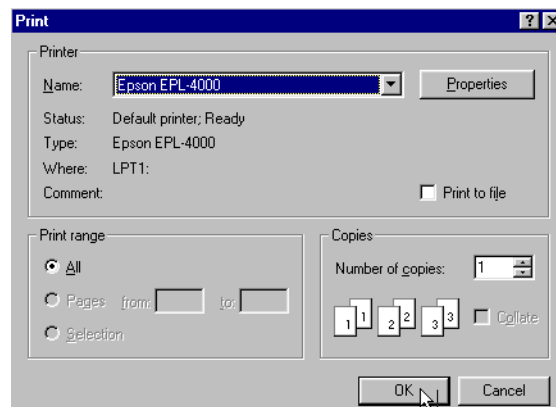 Print
Printer
Name: Epson EPL-4000 Properties
Status: Default printer; Ready
Type: Epson EPL-4000
Where: LPT1:
Comment: Print to file
Print range
All
Pages from: to:
Selection
Copies
Number of copies: 1
1 1 2 2 3 3 Collate
OK Cancel